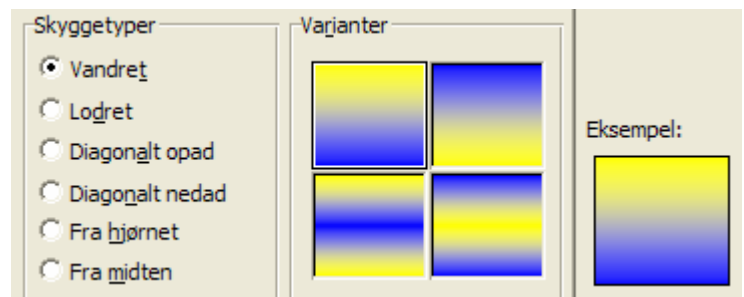 Skyggetyper
Vandret
Lodret
Diagonalt opad
Diagonalt nedad
Fra hjørnet
Fra midten
Varianter
Eksempel: